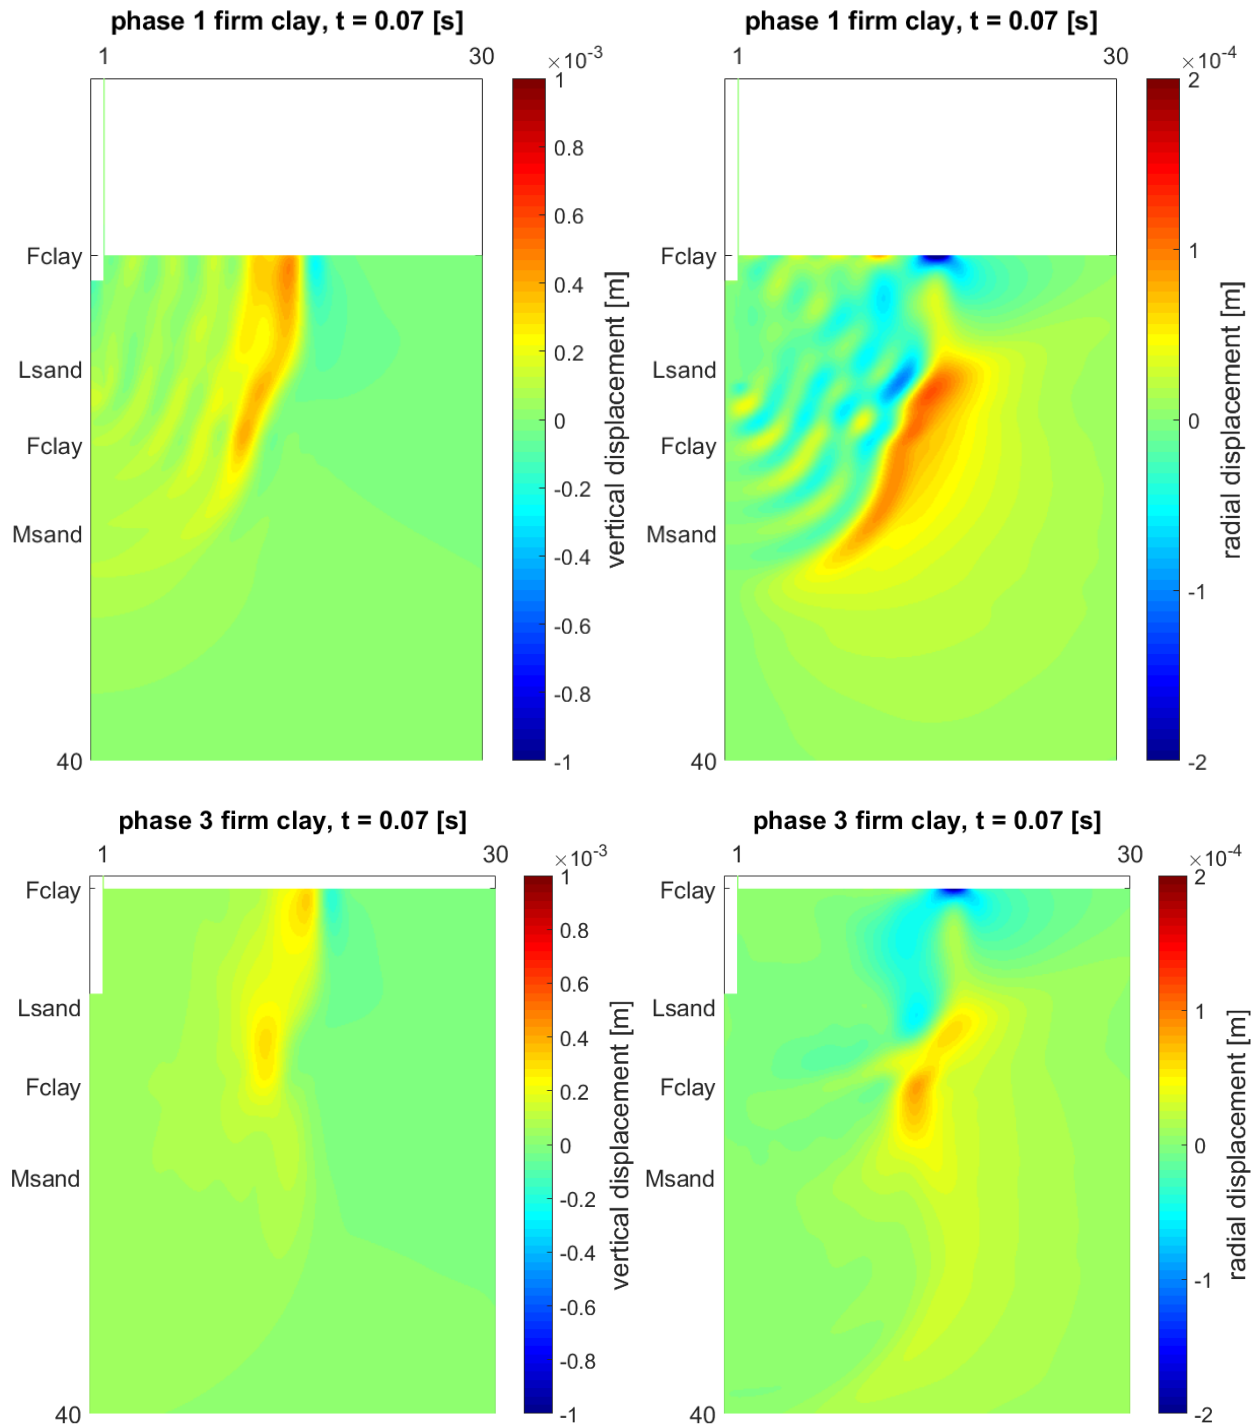 phase 1 firm clay, t = 0.07 [s]
1 30
×10-3
1
0.8
0.6
0.4
0.2
0
-0.2
-0.4
-0.6
-0.8
-1
vertical displacement [m]
Fclay
Lsand
Fclay
Msand
40
phase 1 firm clay, t = 0.07 [s]
1 30
×10-4
2
1
0
-1
-2
radial displacement [m]
Fclay
Lsand
Fclay
Msand
40
phase 3 firm clay, t = 0.07 [s]
1 30
×10-3
1
0.8
0.6
0.4
0.2
0
-0.2
-0.4
-0.6
-0.8
-1
vertical displacement [m]
Fclay
Lsand
Fclay
Msand
40
phase 3 firm clay, t = 0.07 [s]
1 30
×10-4
2
1
0
-1
-2
radial displacement [m]
Fclay
Lsand
Fclay
Msand
40